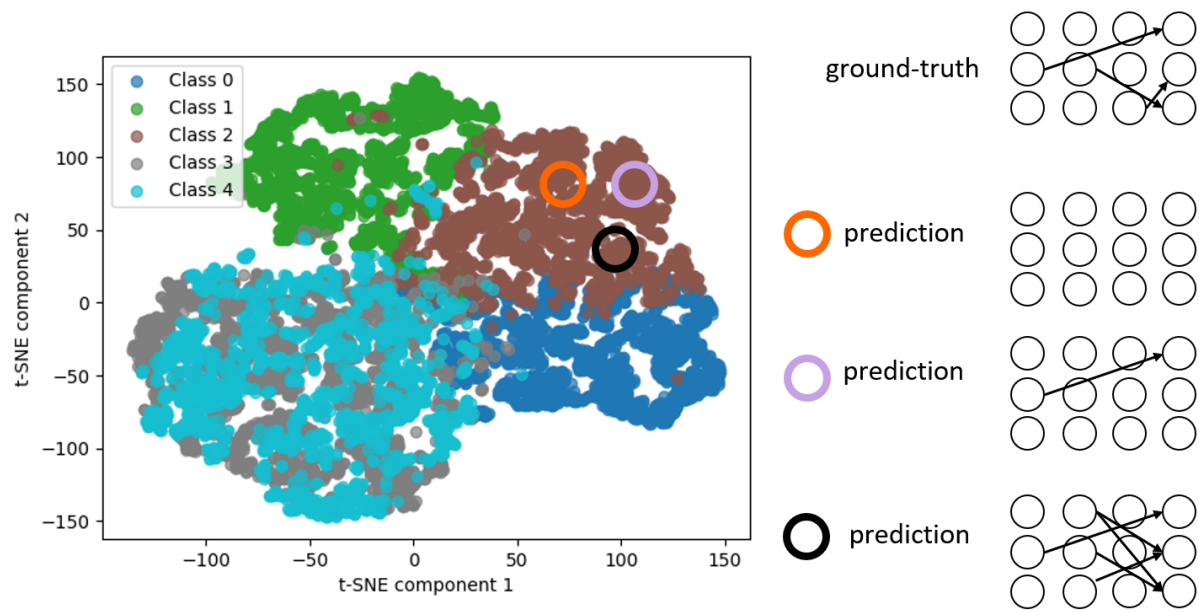 Class 0
Class 1
Class 2
Class 3
Class 4
150
100
50
0
−50
−100
−150
t-SNE component 2
−100
−50
0
50
100
150
t-SNE component 1
ground-truth
prediction
prediction
prediction